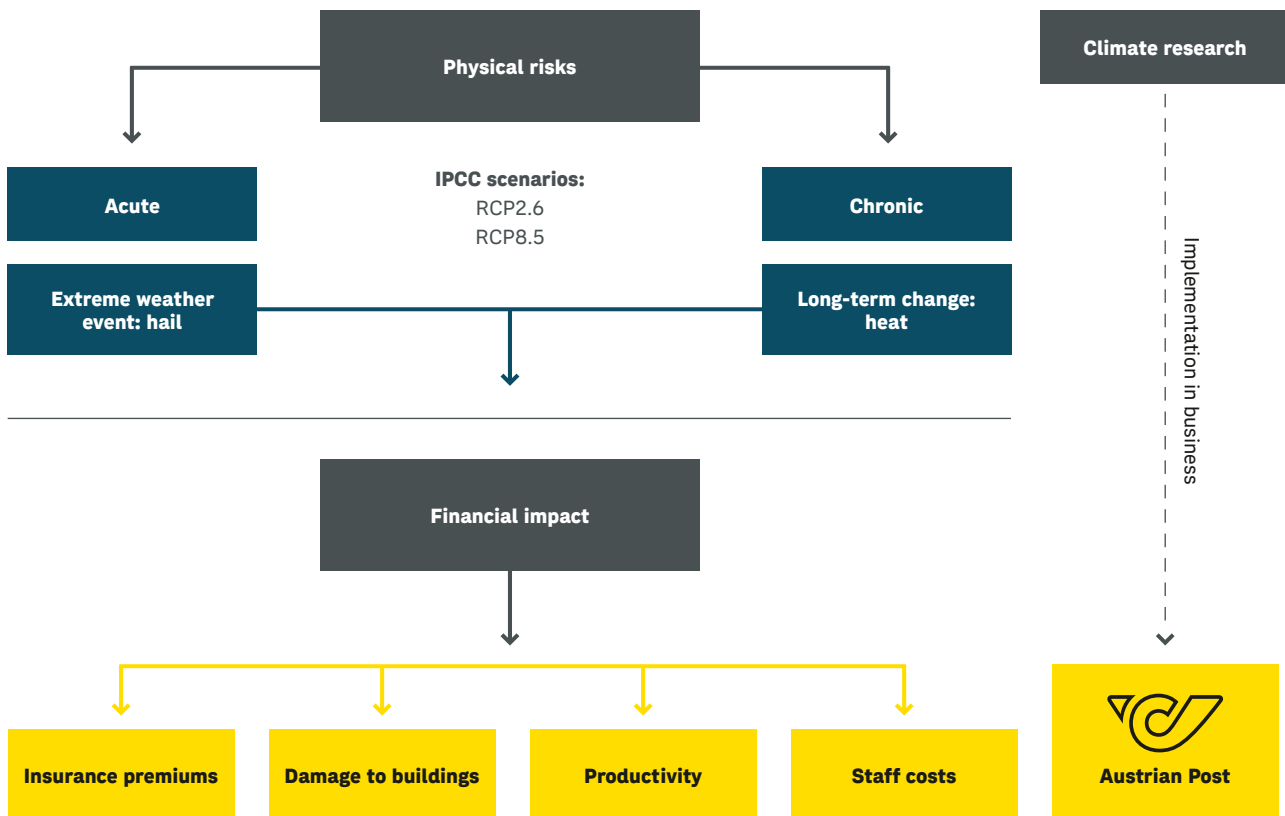 Physical risks
Climate research
IPCC scenarios:
RCP2.6
RCP8.5
Acute
Chronic
Extreme weather
event: hail
Long-term change:
heat
Implementation in business
Financial impact
Insurance premiums
Damage to buildings
Productivity
Staff costs
Austrian Post